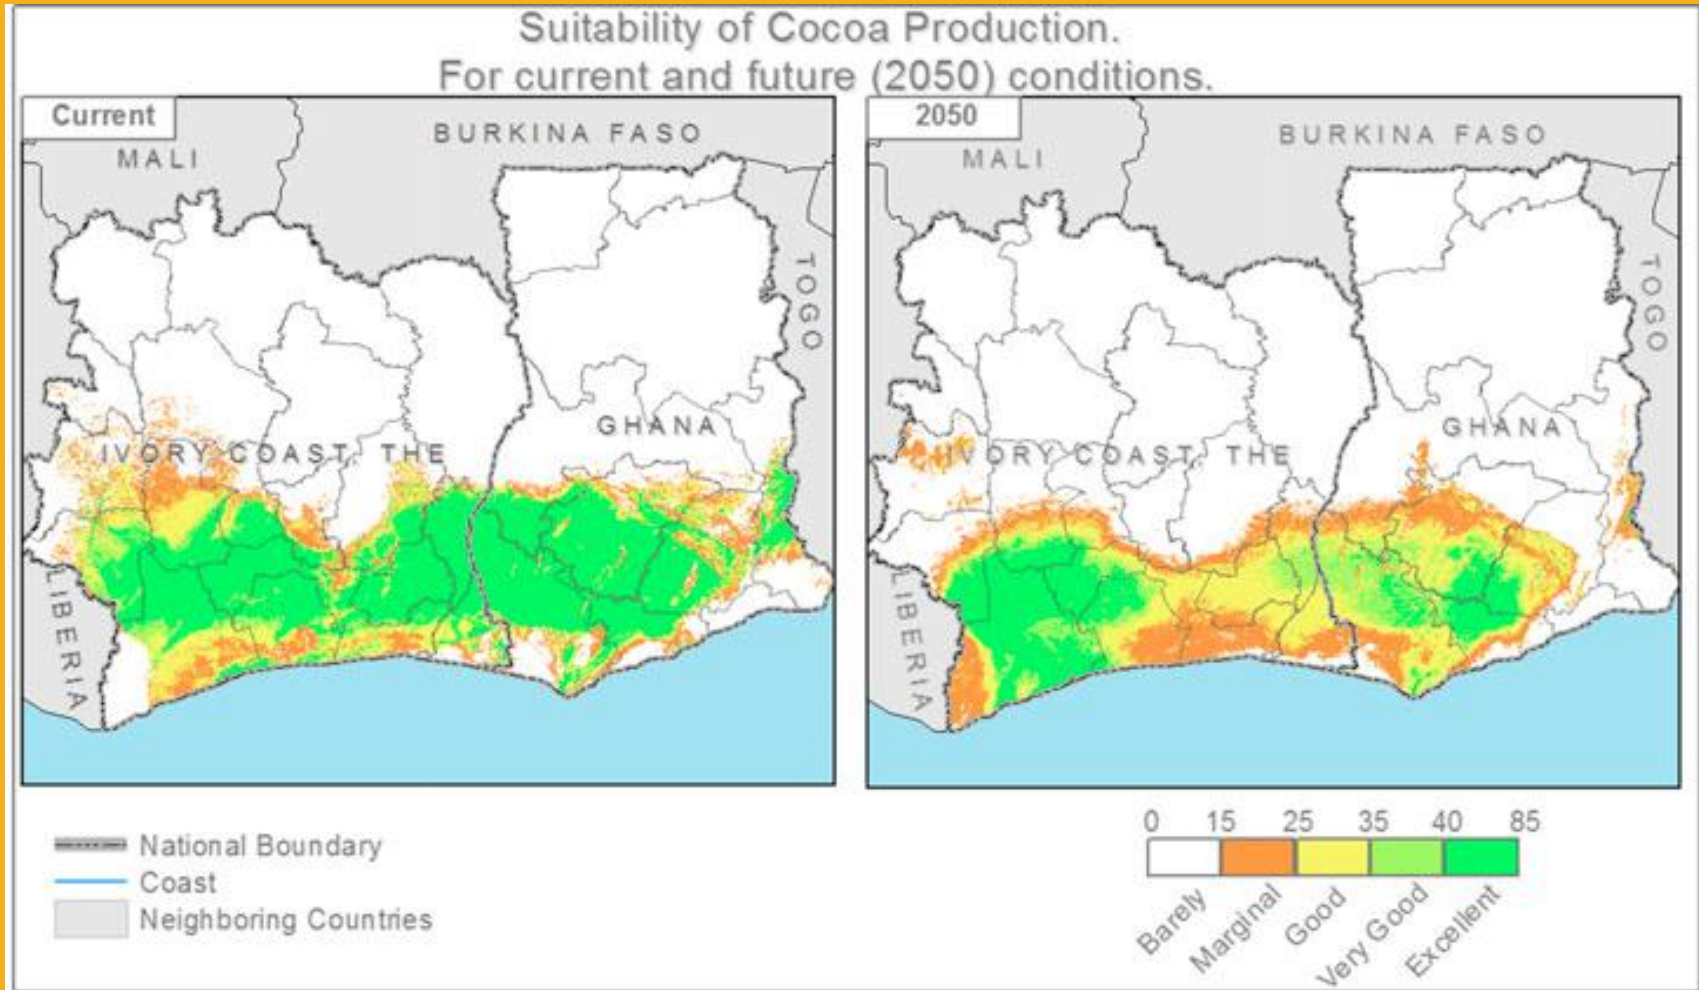 Suitability of Cocoa Production.
For current and future (2050) conditions.
Current
BURKINA FASO
MALI
TOGO
GHANA
IVORY COAST, THE
LIBERIA
2050
BURKINA FASO
MALI
TOGO
GHANA
IVORY COAST, THE
LIBERIA
National Boundary
Coast
Neighboring Countries
0 15 25 35 40 85
Barely
Marginal
Good
Very Good
Excellent